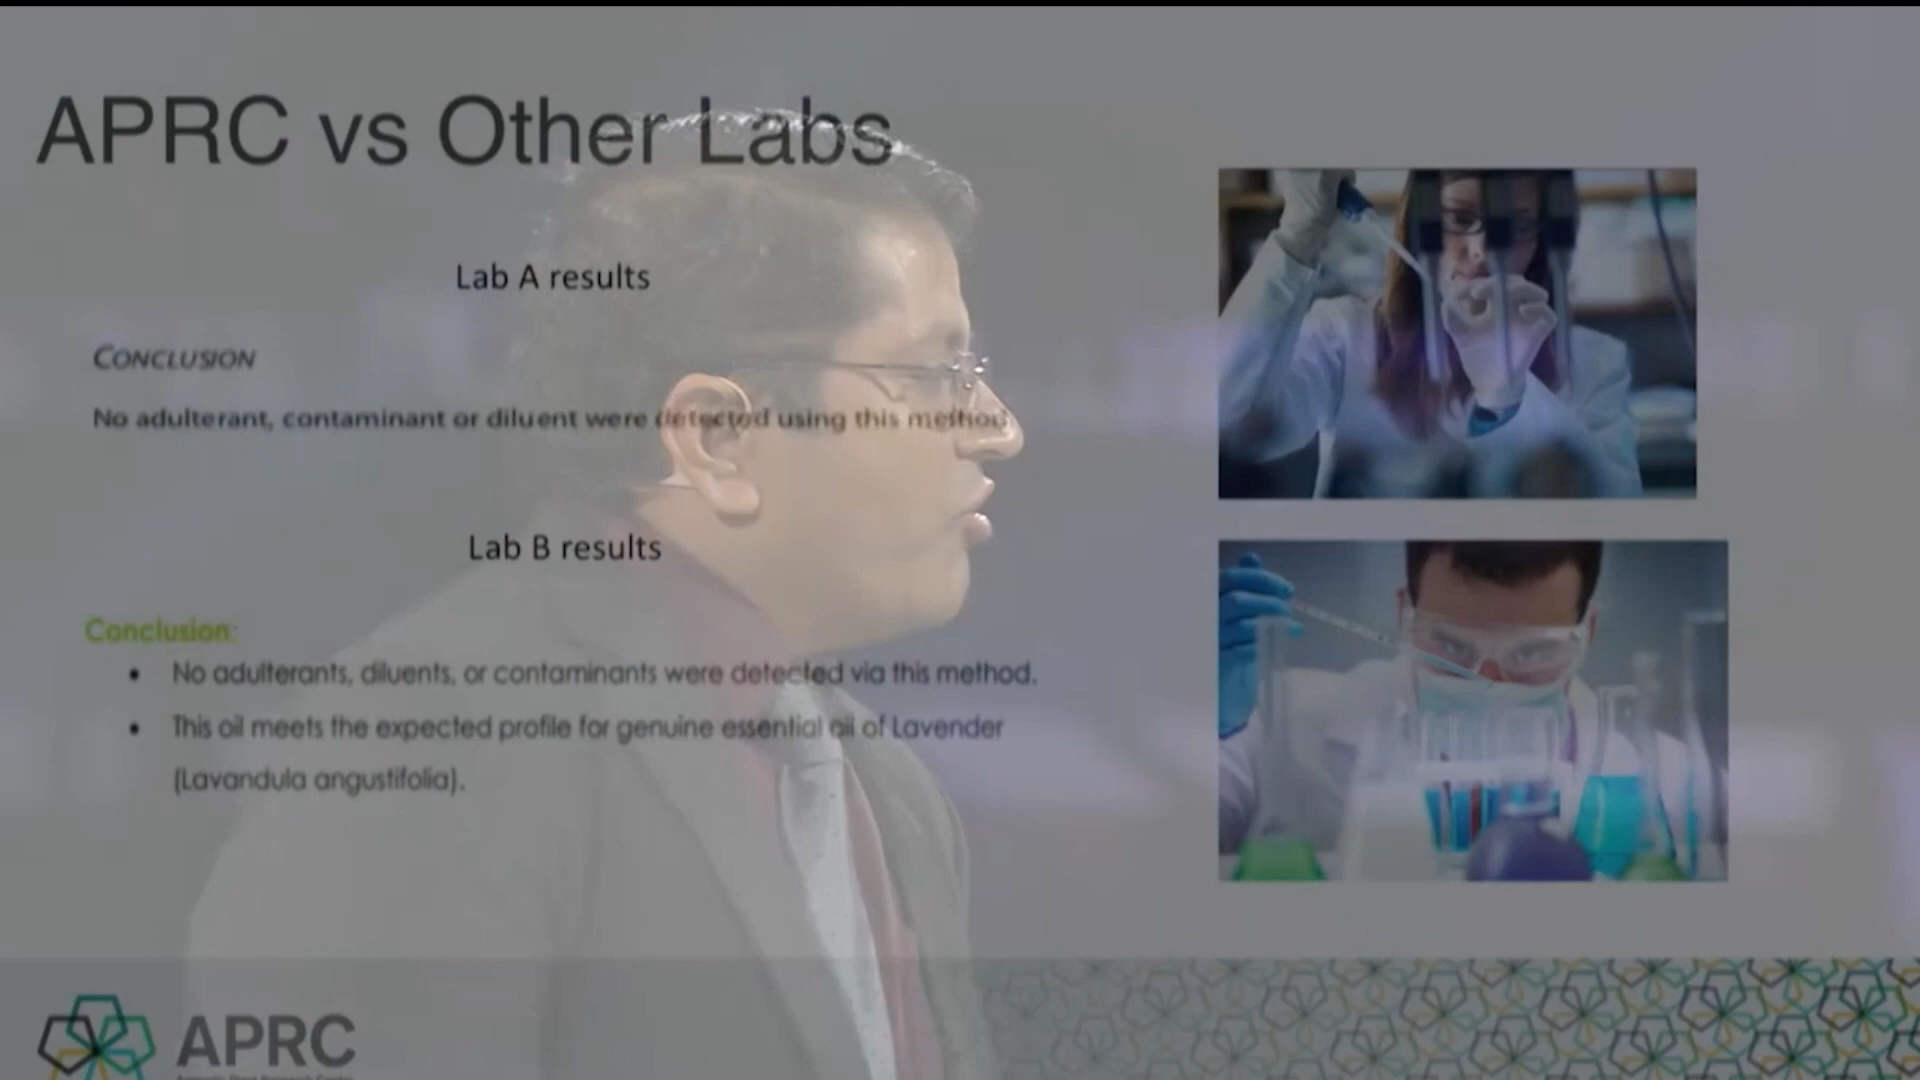 APRC vs Other Labs
Lab A results
CONCLUSION
No adulterant, contaminant or diluent were detected using this method.
Lab B results
Conclusion:
• No adulterants, diluents, or contaminants were detected via this method.
• This oil meets the expected profile for genuine essential oil of Lavender
(Lavandula angustifolia).
APRC